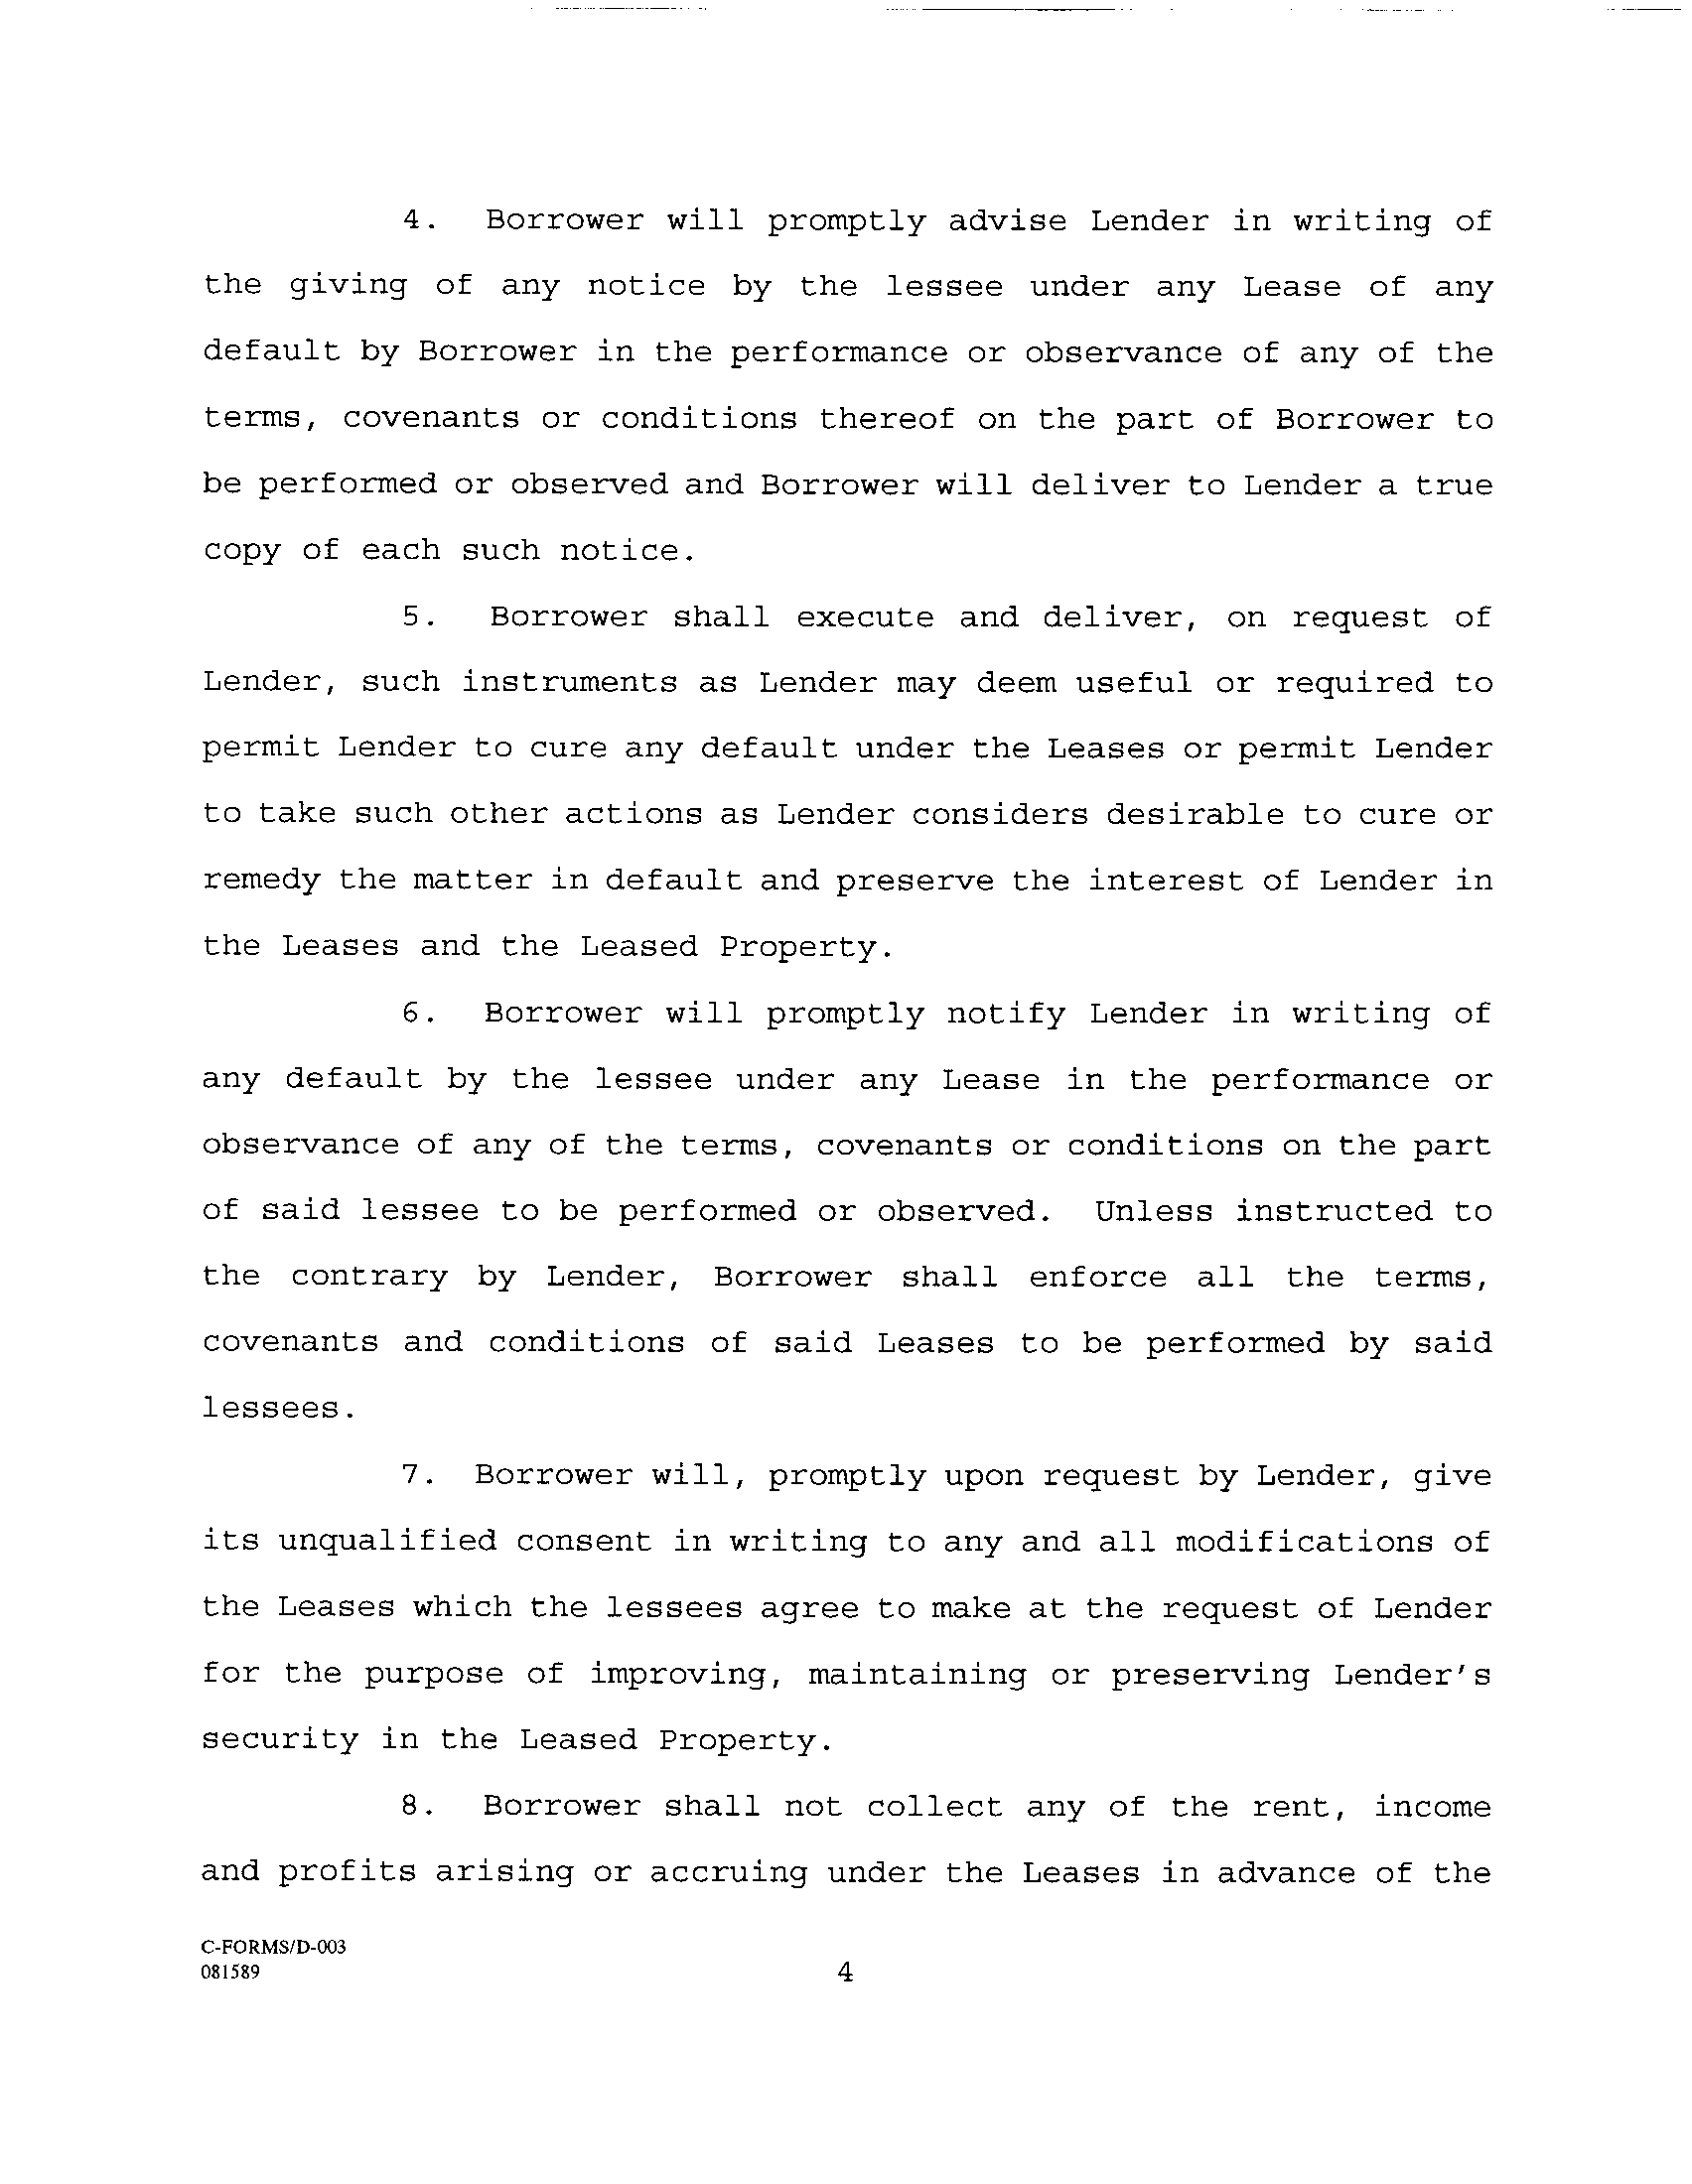 4. Borrower will promptly advise Lender in writing of
the giving of any notice by the lessee under any Lease of any
default by Borrower in the performance or observance of any of the
terms, covenants or conditions thereof on the part of Borrower to
be performed or observed and Borrower will deliver to Lender a true
copy of each such notice.
5. Borrower shall execute and deliver, on request of
Lender, such instruments as Lender may deem useful or required to
permit Lender to cure any default under the Leases or permit Lender
to take such other actions as Lender considers desirable to cure or
remedy the matter in default and preserve the interest of Lender in
the Leases and the Leased Property.
6. Borrower will promptly notify Lender in writing of
any default by the lessee under any Lease in the performance or
observance of any of the terms, covenants or conditions on the part
of said lessee to be performed or observed. Unless instructed to
the contrary by Lender, Borrower shall enforce all the terms,
covenants and conditions of said Leases to be performed by said
lessees.
7. Borrower will, promptly upon request by Lender, give
its unqualified consent in writing to any and all modifications of
the Leases which the lessees agree to make at the request of Lender
for the purpose of improving, maintaining or preserving Lender's
security in the Leased Property.
8. Borrower shall not collect any of the rent, income
and profits arising or accruing under the Leases in advance of the
C-FORMS/D-003
081589
4